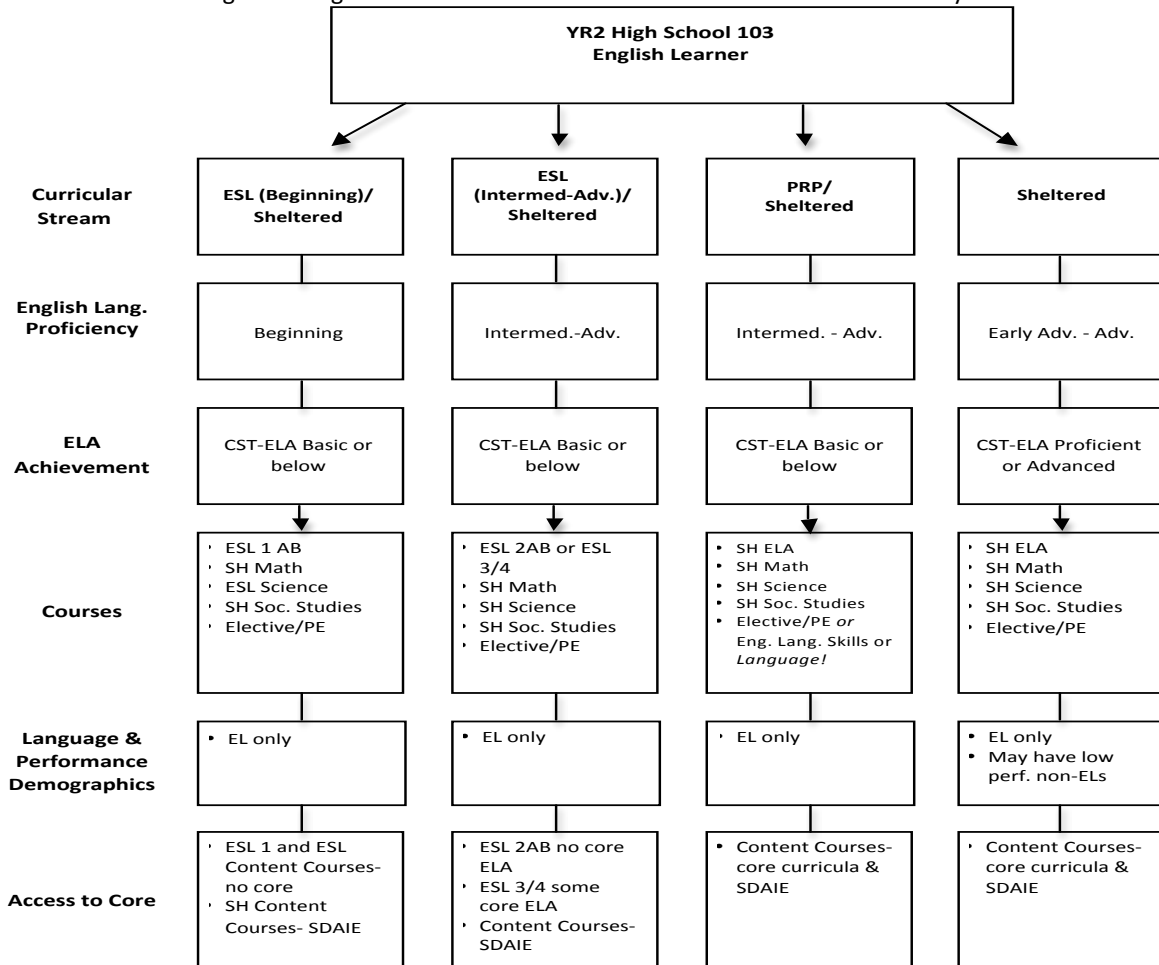 YR2 High School 103
English Learner
Curricular
Stream
ESL (Beginning)/
Sheltered
ESL
(Intermed-Adv.)/
Sheltered
PRP/
Sheltered
Sheltered
English Lang.
Proficiency
Beginning
Intermed.-Adv.
Intermed. - Adv.
Early Adv. - Adv.
ELA
Achievement
CST-ELA Basic or
below
CST-ELA Basic or
below
CST-ELA Basic or
below
CST-ELA Proficient
or Advanced
Courses
• ESL 1 AB
• SH Math
• ESL Science
• SH Soc. Studies
• Elective/PE
• ESL 2AB or ESL
3/4
• SH Math
• SH Science
• SH Soc. Studies
• Elective/PE
• SH ELA
• SH Math
• SH Science
• SH Soc. Studies
• Elective/PE or
Eng. Lang. Skills or
Language!
• SH ELA
• SH Math
• SH Science
• SH Soc. Studies
• Elective/PE
Language &
Performance
Demographics
• EL only
• EL only
• EL only
• EL only
• May have low
perf. non-ELs
Access to Core
• ESL 1 and ESL
Content Courses-
no core
• SH Content
Courses- SDAIE
• ESL 2AB no core
ELA
• ESL 3/4 some
core ELA
• Content Courses-
SDAIE
• Content Courses-
core curricula &
SDAIE
• Content Courses-
core curricula &
SDAIE